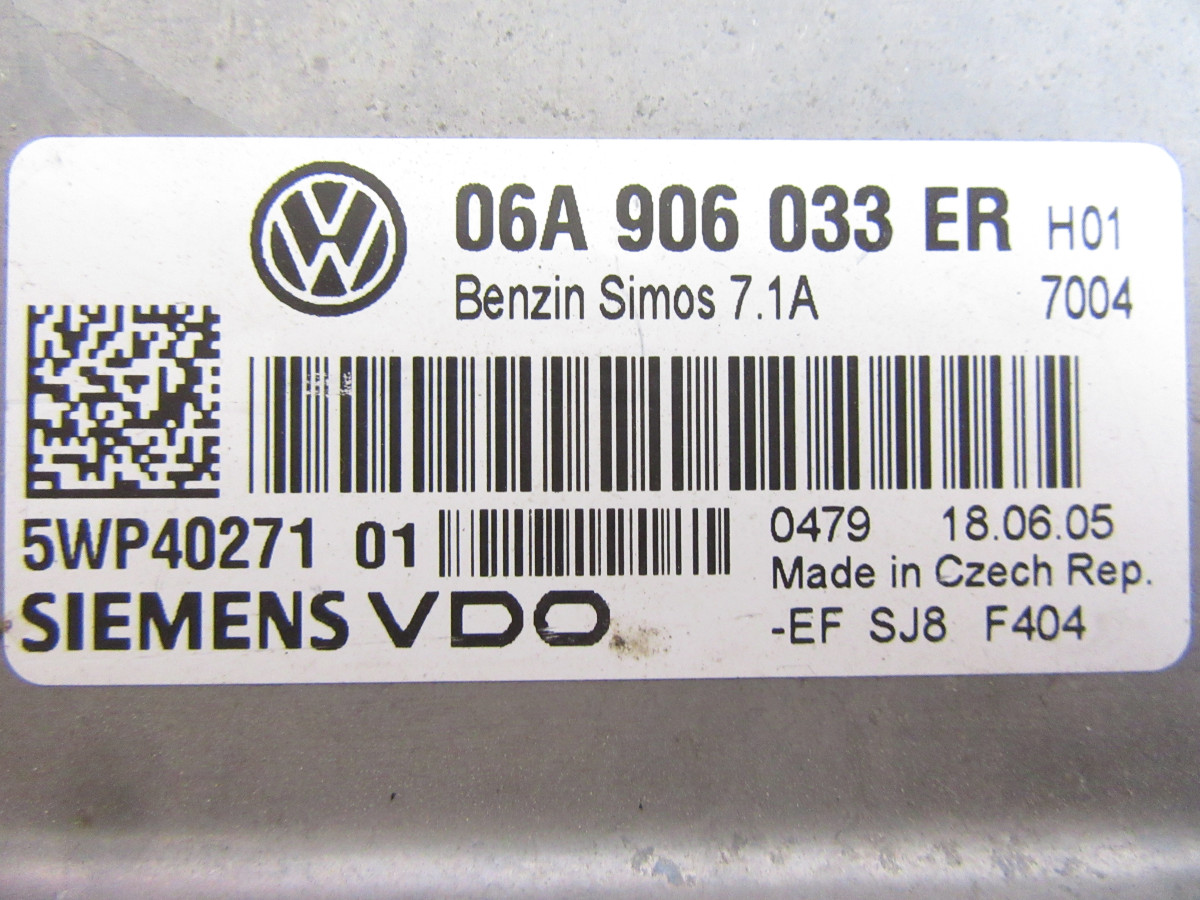 06A 906 033 ER H01
Benzin Simos 7.1A 7004
5WP40271 01
0479 18.06.05
Made in Czech Rep.
SIEMENS VDO
-EF SJ8 F404